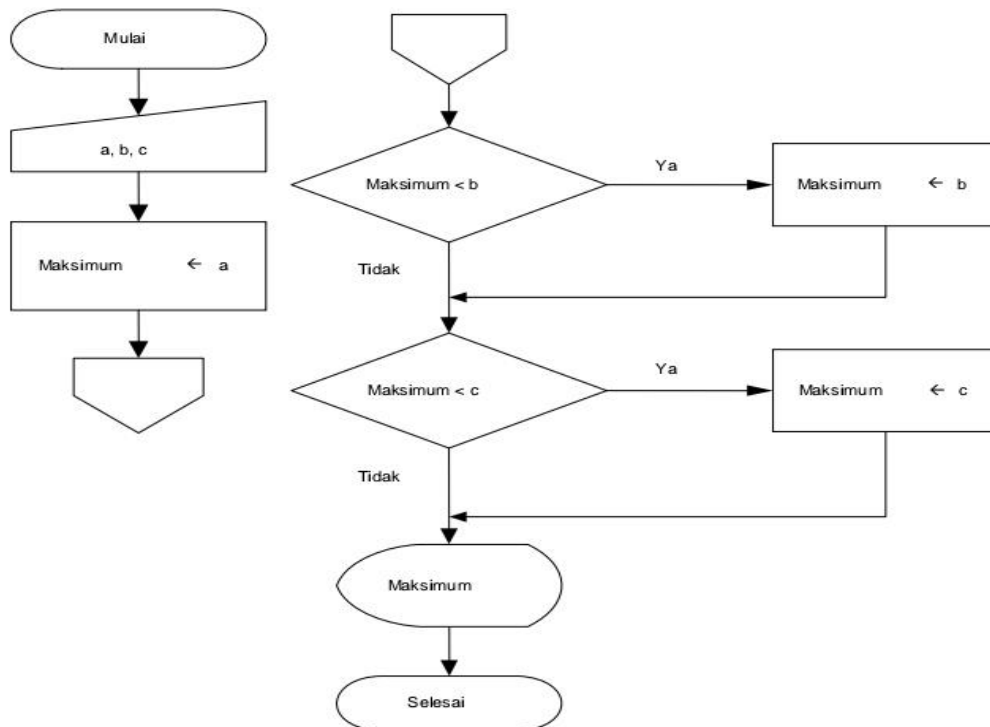 Mulai
a, b, c
Maksimum ← a
Maksimum < b
Ya
Maksimum ← b
Tidak
Maksimum < c
Ya
Maksimum ← c
Tidak
Maksimum
Selesai